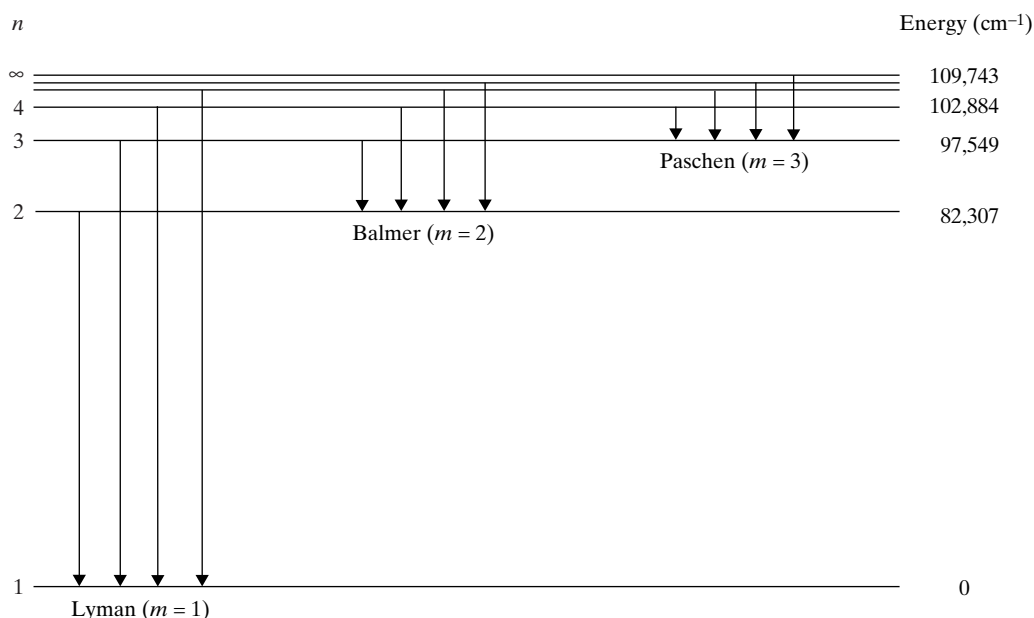 n Energy (cm⁻¹)
∞ 109,743
4 102,884
3 97,549
Paschen (m = 3)
2 82,307
Balmer (m = 2)
1 0
Lyman (m = 1)